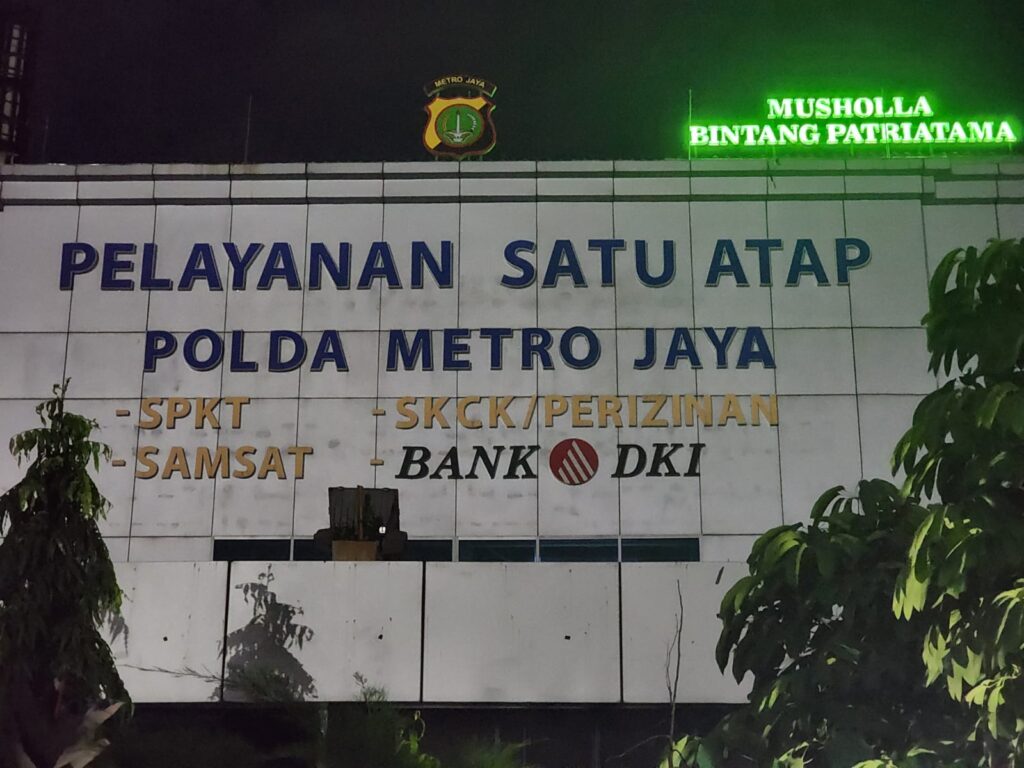 METRO JAYA
MUSHOLLA
BINTANG PATRIATAMA
PELAYANAN SATU ATAP
POLDA METRO JAYA
- SPKT - SKCK/PERIZINAN
- SAMSAT - BANK DKI